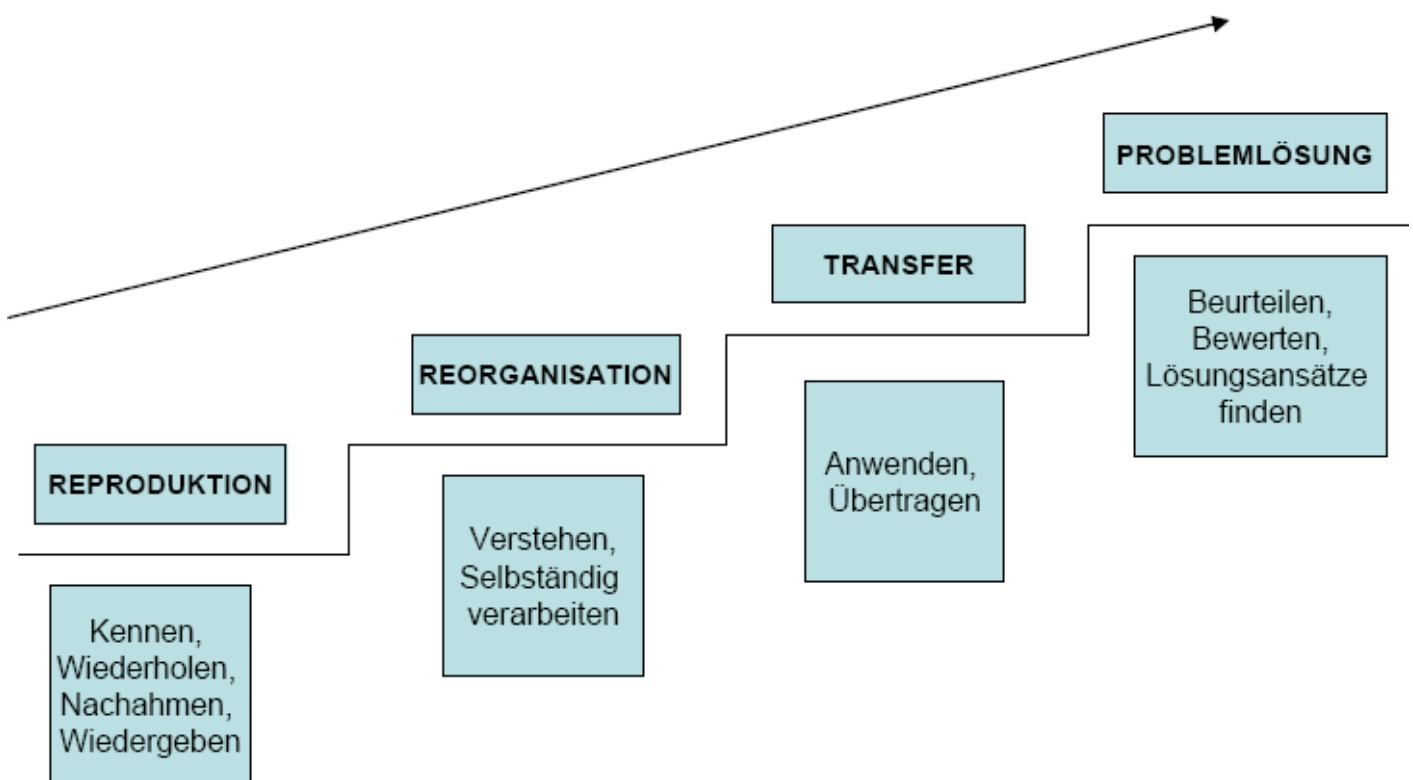 PROBLEMLÖSUNG
TRANSFER
REORGANISATION
REPRODUKTION
Beurteilen,
Bewerten,
Lösungsansätze
finden
Anwenden,
Übertragen
Verstehen,
Selbständig
verarbeiten
Kennen,
Wiederholen,
Nachahmen,
Wiedergeben